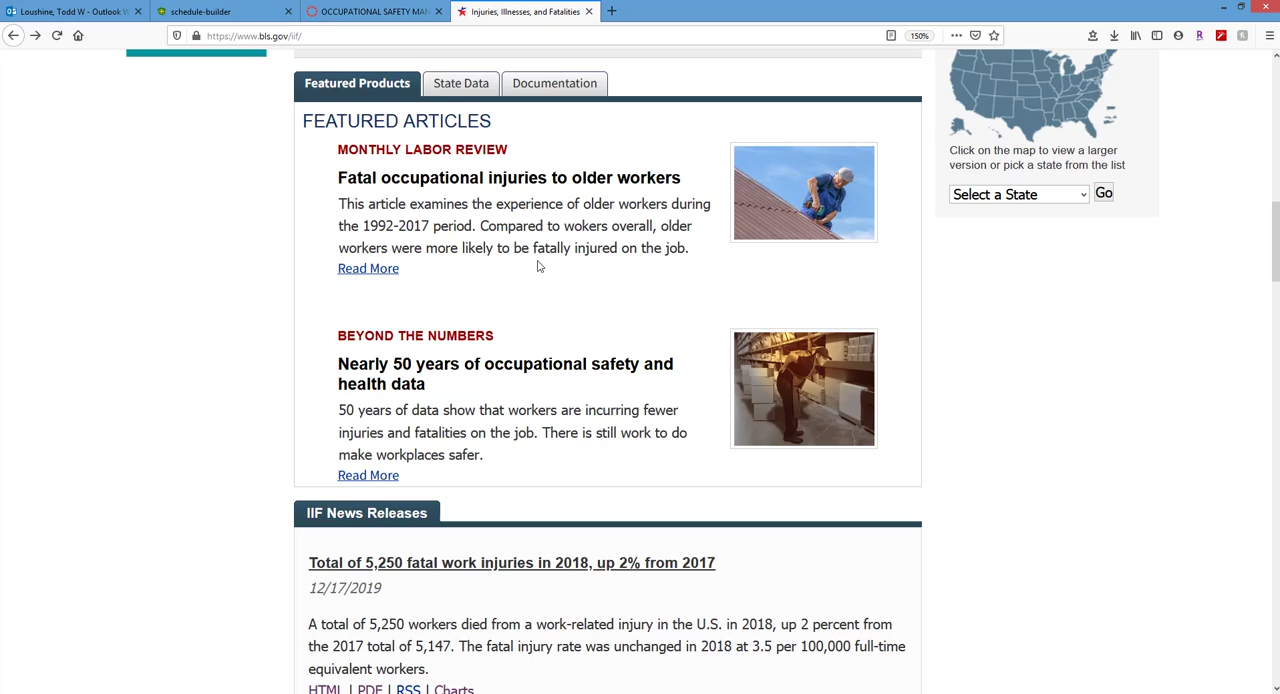 Loushine, Todd W - Outlook W
schedule-builder
OCCUPATIONAL SAFETY MAN
Injuries, Illnesses, and Fatalities
https://www.bls.gov/iif/
150%
Featured Products
State Data
Documentation
FEATURED ARTICLES
MONTHLY LABOR REVIEW
Fatal occupational injuries to older workers
This article examines the experience of older workers during
the 1992-2017 period. Compared to wokers overall, older
workers were more likely to be fatally injured on the job.
Read More
BEYOND THE NUMBERS
Nearly 50 years of occupational safety and
health data
50 years of data show that workers are incurring fewer
injuries and fatalities on the job. There is still work to do
make workplaces safer.
Read More
IIF News Releases
Total of 5,250 fatal work injuries in 2018, up 2% from 2017
12/17/2019
A total of 5,250 workers died from a work-related injury in the U.S. in 2018, up 2 percent from
the 2017 total of 5,147. The fatal injury rate was unchanged in 2018 at 3.5 per 100,000 full-time
equivalent workers.
HTML | PDF | RSS | Charts
Click on the map to view a larger
version or pick a state from the list
Select a State
Go